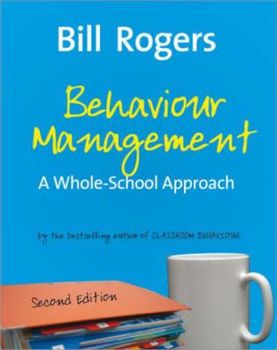 Bill Rogers
Behaviour
Management
A Whole-School Approach
by the bestselling author of CLASSROOM BEHAVIOUR
Second Edition